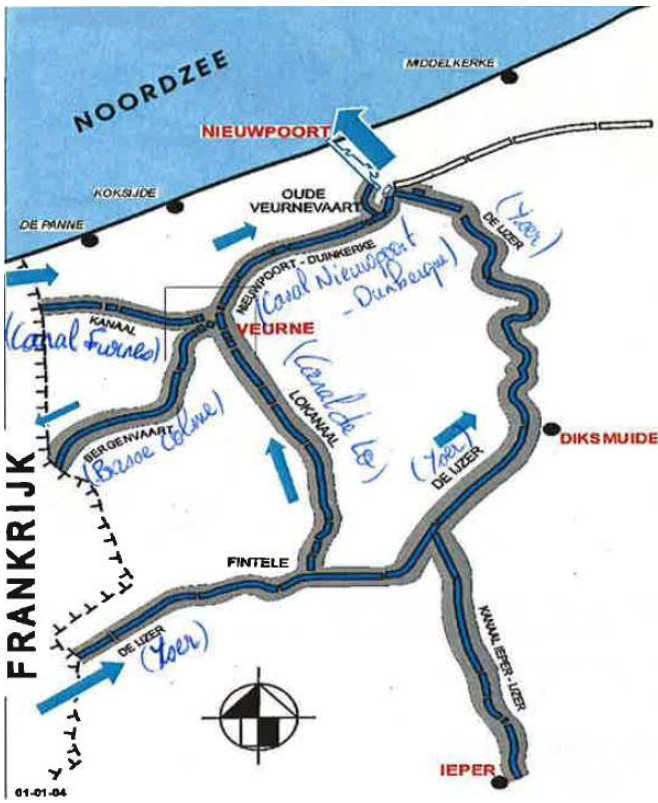 NOORDZEE
MIDDELKERKE
NIEUWPOORT
KOKSIJDE
OUDE
VEURNEVAART
DE PANNE
DE IJZER
(Yser)
NIEUWPOORT - DUINKERKE
(Canal Nieuwpoort
- Dunkerque)
KANAAL
(Canal Furnes)
VEURNE
LOKANAAL
(Canal de Lo)
BERGENVAART
(Basse Colme)
DIKSMUIDE
(Yser)
DE IJZER
FRANKRIJK
FINTELE
DE IJZER
(Yser)
KANAAL IEPER - IJZER
IEPER
01-01-04